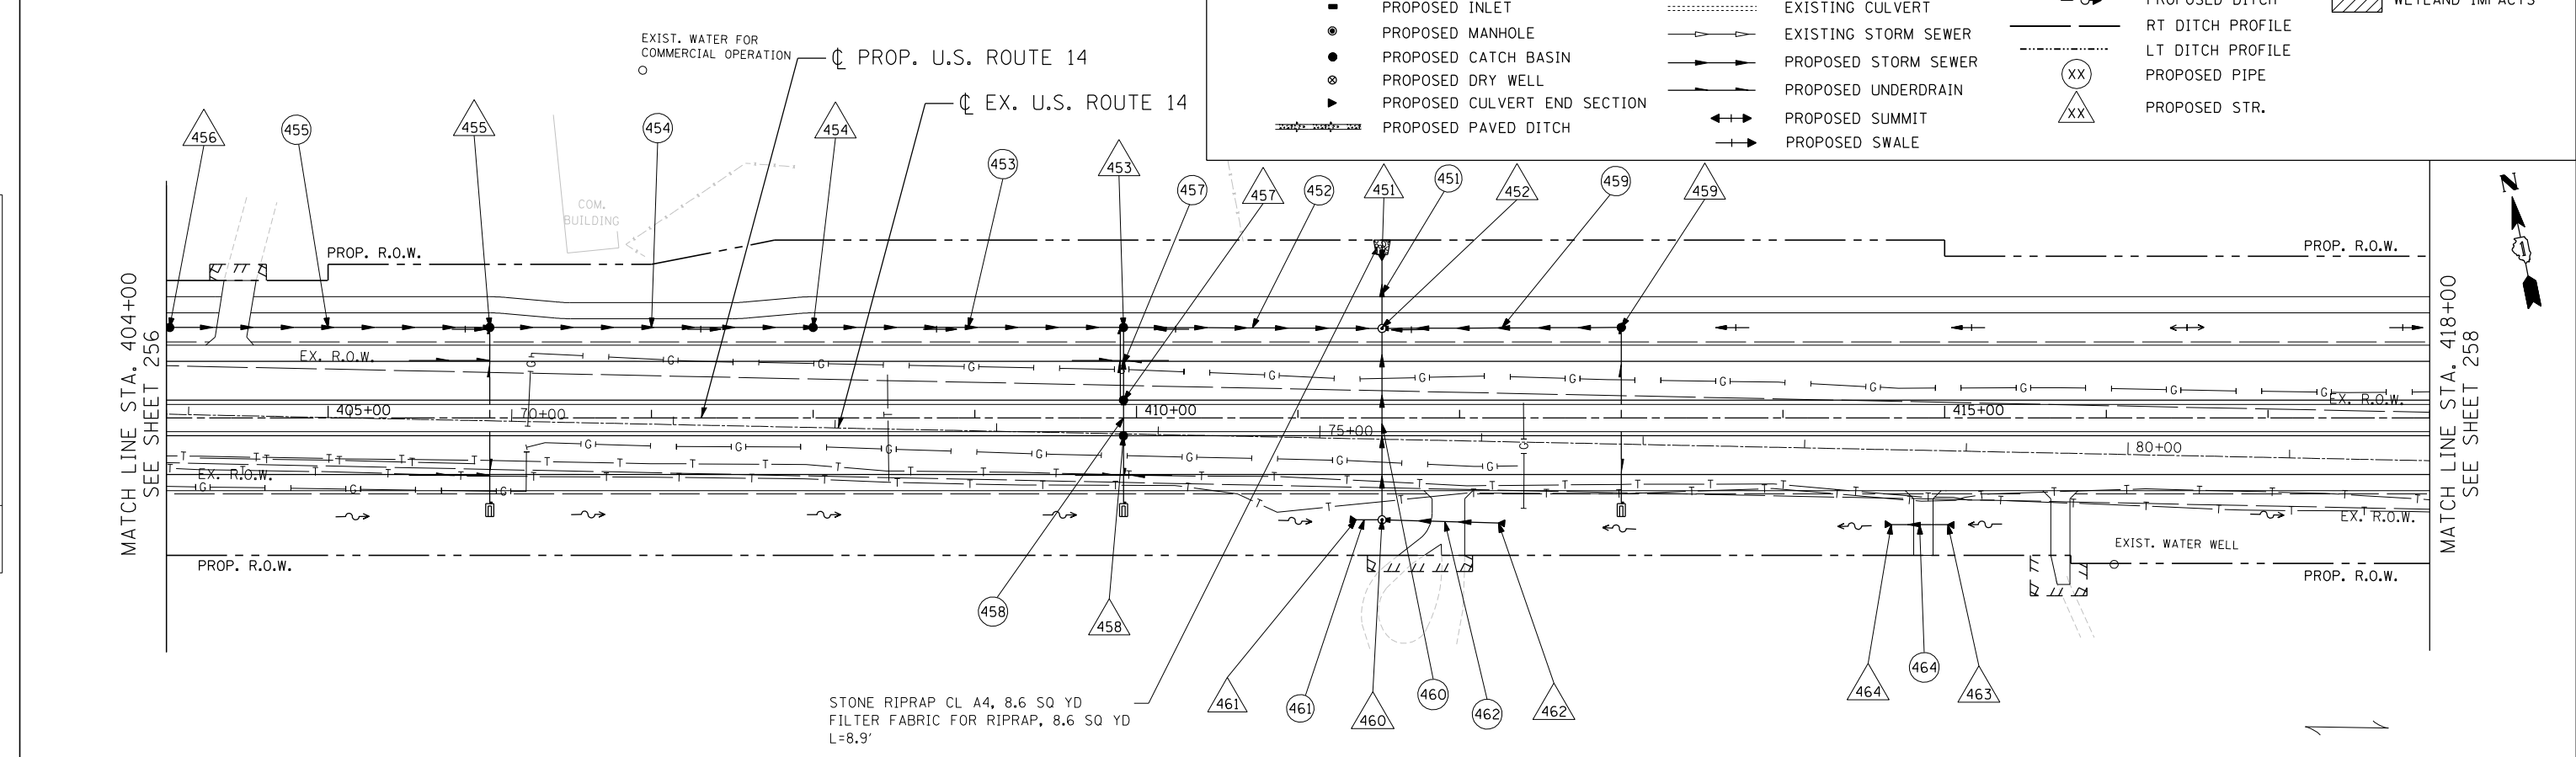 PROPOSED INLET
PROPOSED MANHOLE
PROPOSED CATCH BASIN
PROPOSED DRY WELL
PROPOSED CULVERT END SECTION
PROPOSED PAVED DITCH
EXISTING CULVERT
EXISTING STORM SEWER
PROPOSED STORM SEWER
PROPOSED UNDERDRAIN
PROPOSED SUMMIT
PROPOSED SWALE
PROPOSED DITCH
RT DITCH PROFILE
LT DITCH PROFILE
XX PROPOSED PIPE
XX PROPOSED STR.
WETLAND IMPACTS
EXIST. WATER FOR
COMMERCIAL OPERATION
℄ PROP. U.S. ROUTE 14
℄ EX. U.S. ROUTE 14
456
455
455
454
454
453
453
457
457
452
451
451
452
459
459
N
COM.
BUILDING
PROP. R.O.W.
PROP. R.O.W.
MATCH LINE STA. 404+00
SEE SHEET 256
MATCH LINE STA. 418+00
SEE SHEET 258
EX. R.O.W.
EX. R.O.W.
405+00
70+00
410+00
415+00
75+00
80+00
EX. R.O.W.
EX. R.O.W.
EXIST. WATER WELL
PROP. R.O.W.
PROP. R.O.W.
458
458
461
461
460
460
462
462
464
464
463
STONE RIPRAP CL A4, 8.6 SQ YD
FILTER FABRIC FOR RIPRAP, 8.6 SQ YD
L=8.9'